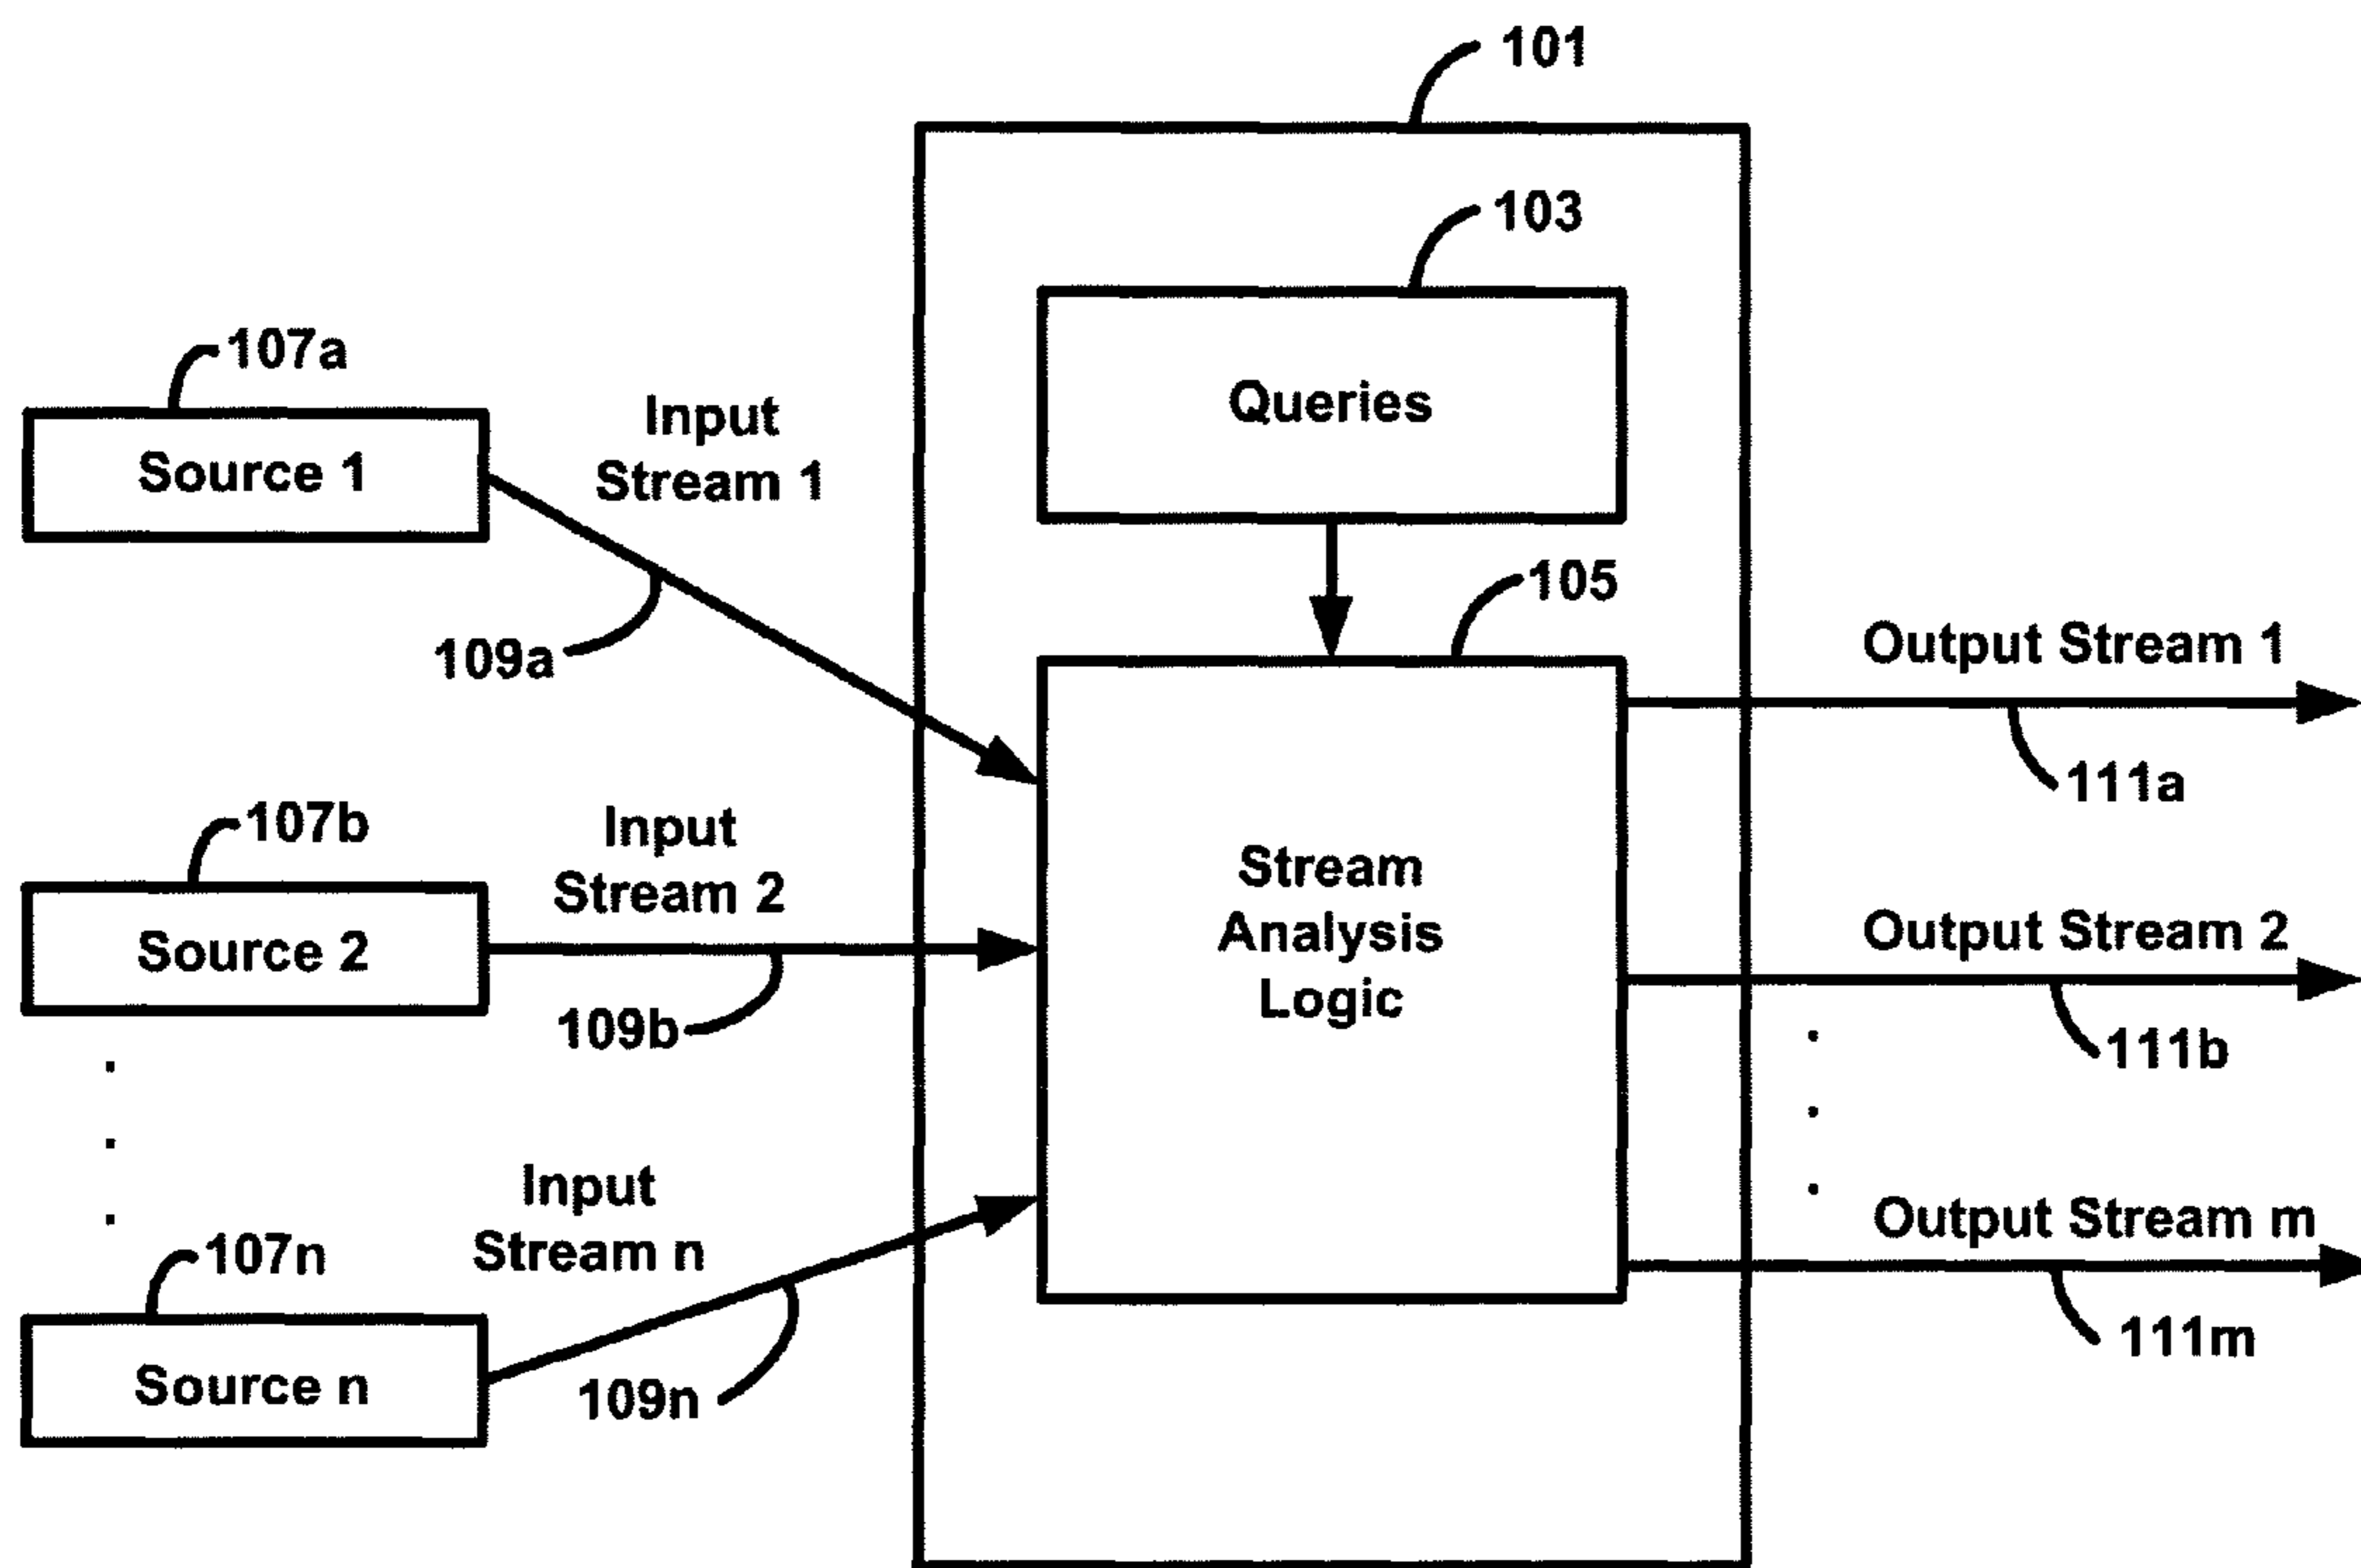 101
103
Queries
107a
Source 1
Input
Stream 1
109a
105
Output Stream 1
111a
107b
Source 2
Input
Stream 2
109b
Stream
Analysis
Logic
Output Stream 2
111b
107n
Source n
Input
Stream n
109n
Output Stream m
111m